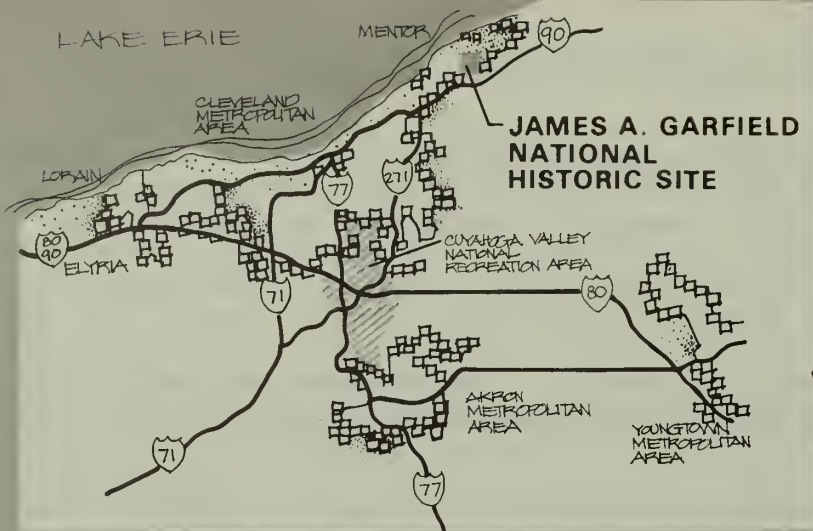 LAKE ERIE
MENTOR
90
CLEVELAND
METROPOLITAN
AREA
JAMES A. GARFIELD
NATIONAL
HISTORIC SITE
LORAIN
77
271
80
90
ELYRIA
CUYAHOGA VALLEY
NATIONAL
RECREATION AREA
71
80
AKRON
METROPOLITAN
AREA
YOUNGTOWN
METROPOLITAN
AREA
71
77